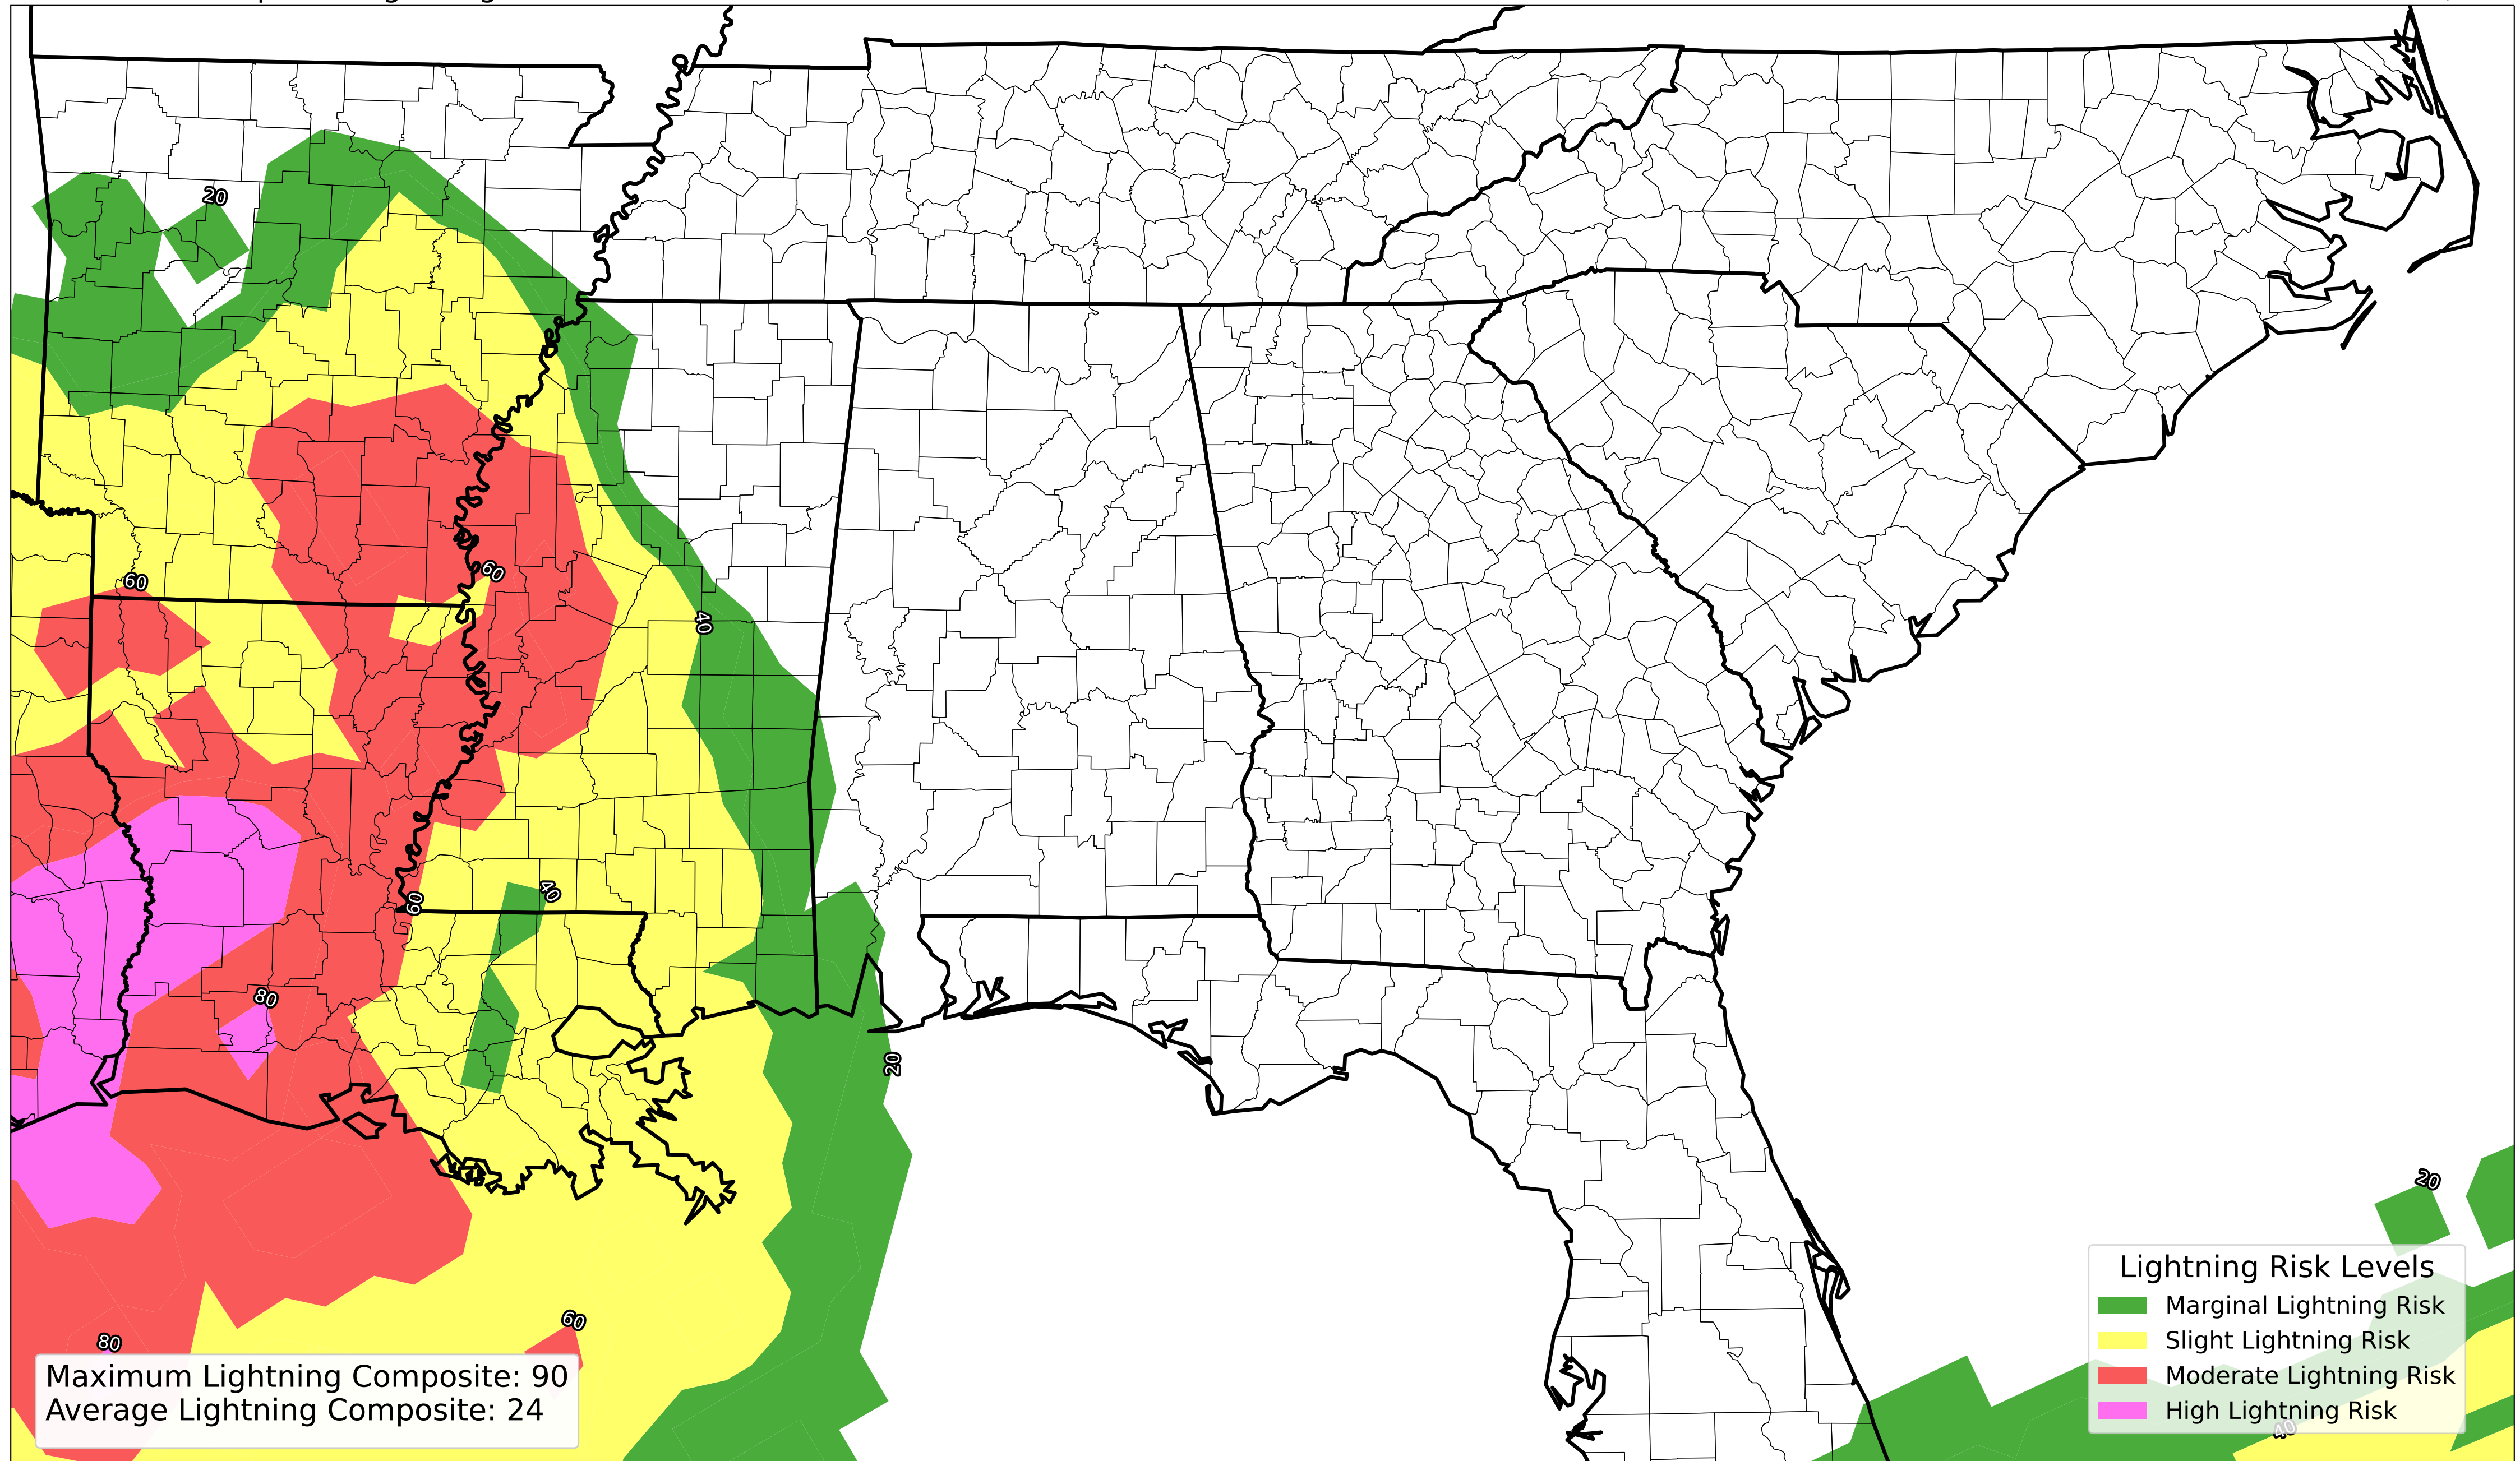 20
60
60
40
60
40
80
20
20
60
80
Maximum Lightning Composite: 90
Average Lightning Composite: 24
Lightning Risk Levels
Marginal Lightning Risk
Slight Lightning Risk
Moderate Lightning Risk
High Lightning Risk
40